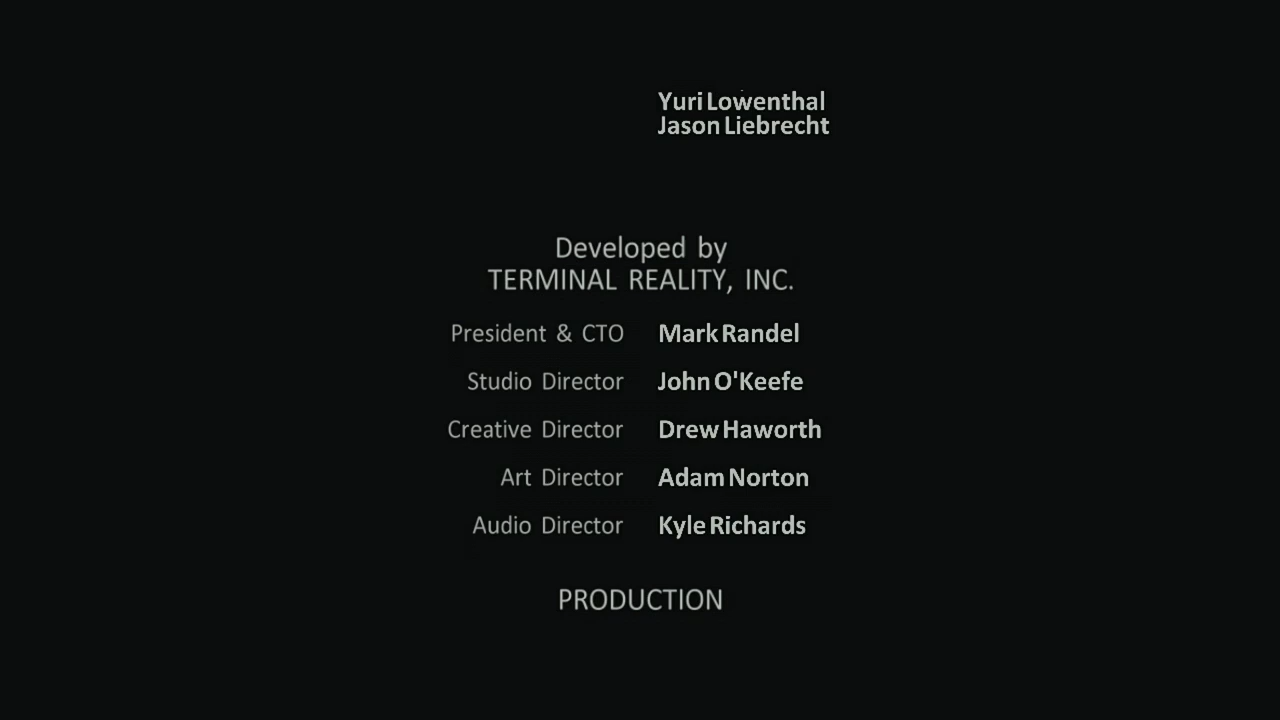 Yuri Lowenthal
Jason Liebrecht
Developed by
TERMINAL REALITY, INC.
President & CTO Mark Randel
Studio Director John O'Keefe
Creative Director Drew Haworth
Art Director Adam Norton
Audio Director Kyle Richards
PRODUCTION